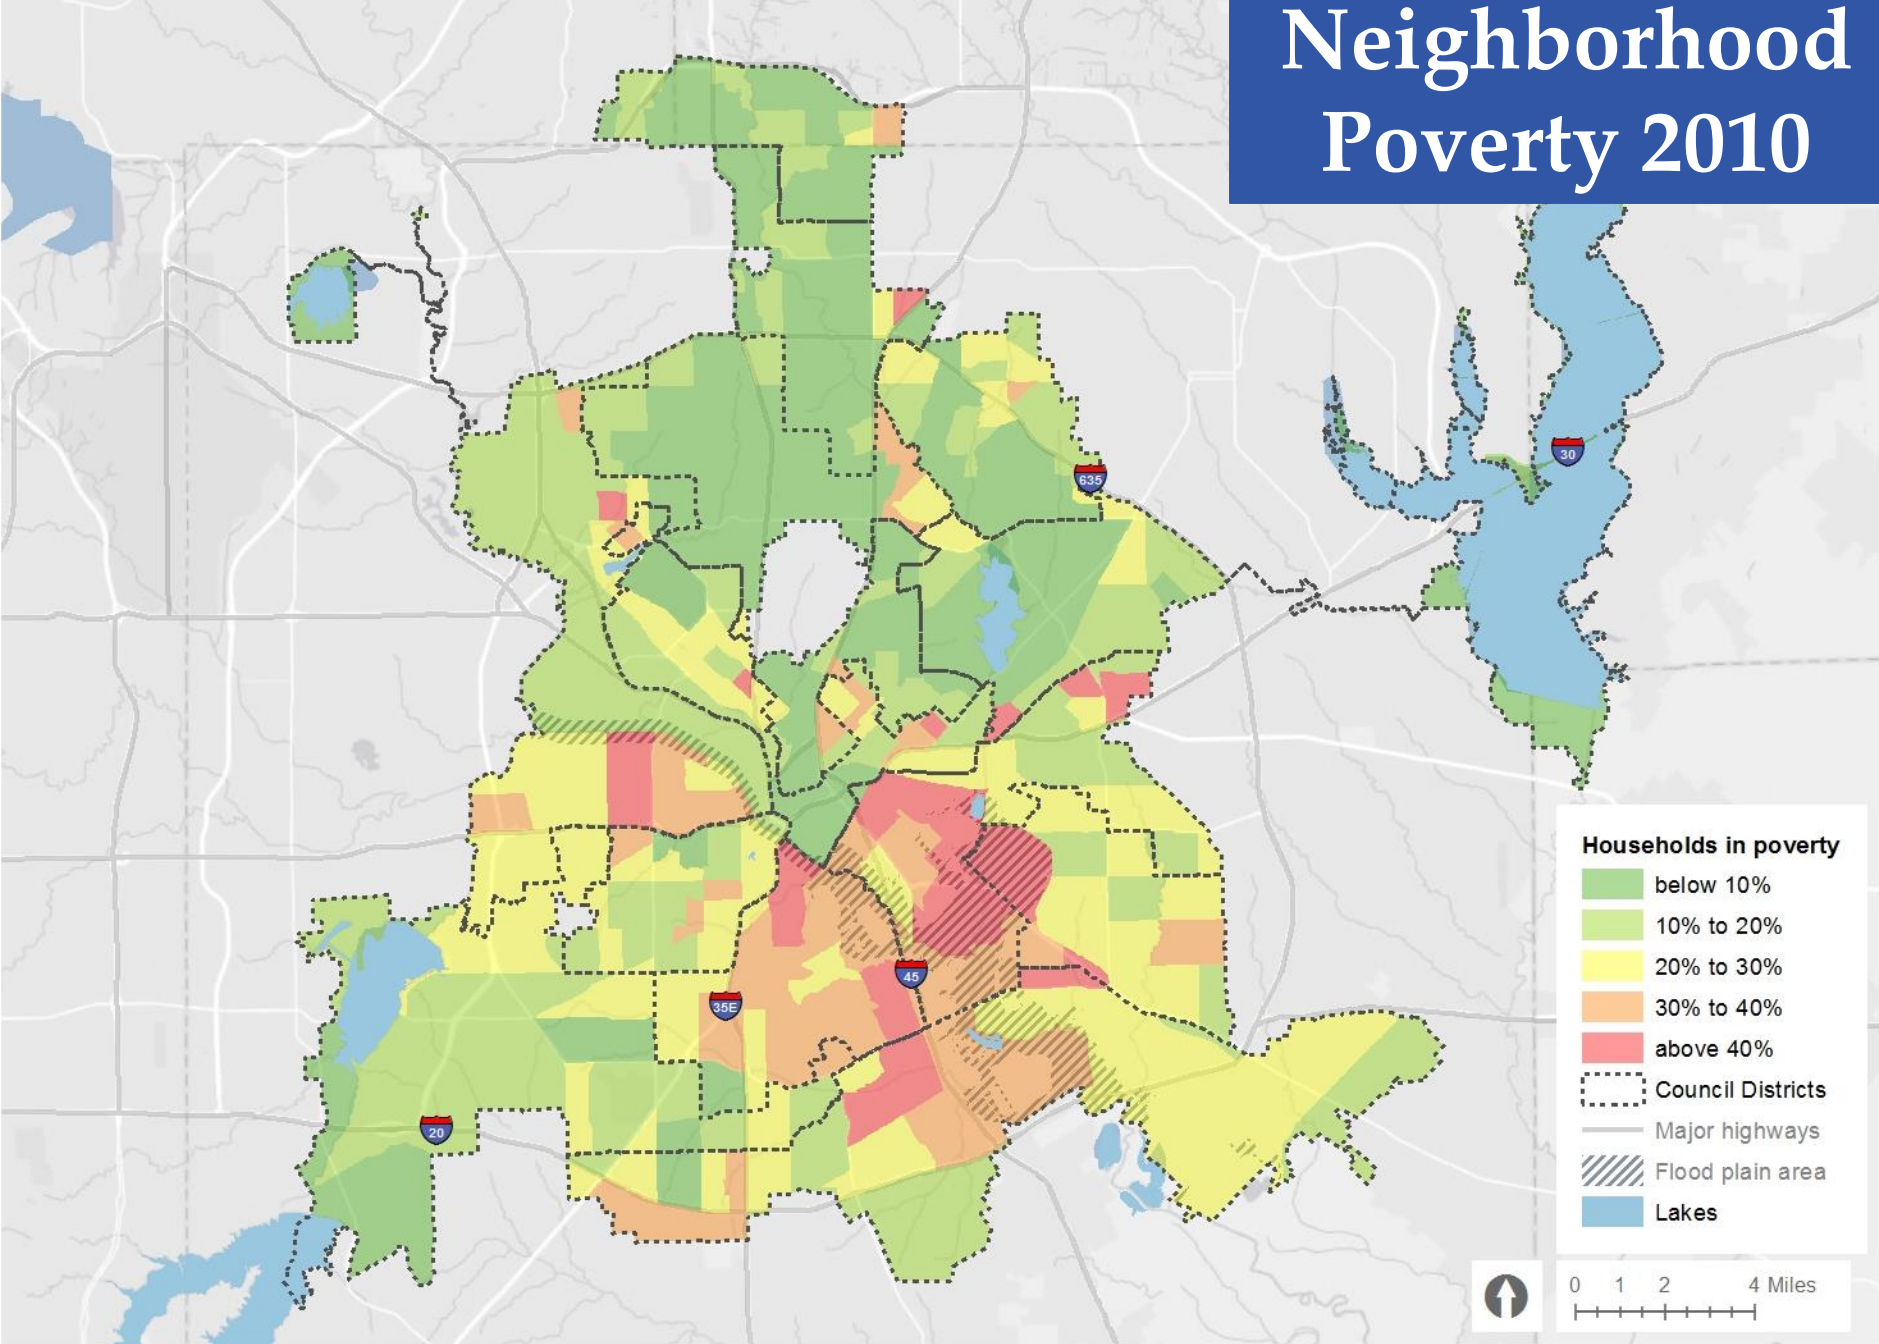 Neighborhood
Poverty 2010
30
635
45
35E
20
Households in poverty
below 10%
10% to 20%
20% to 30%
30% to 40%
above 40%
Council Districts
Major highways
Flood plain area
Lakes
0 1 2 4 Miles